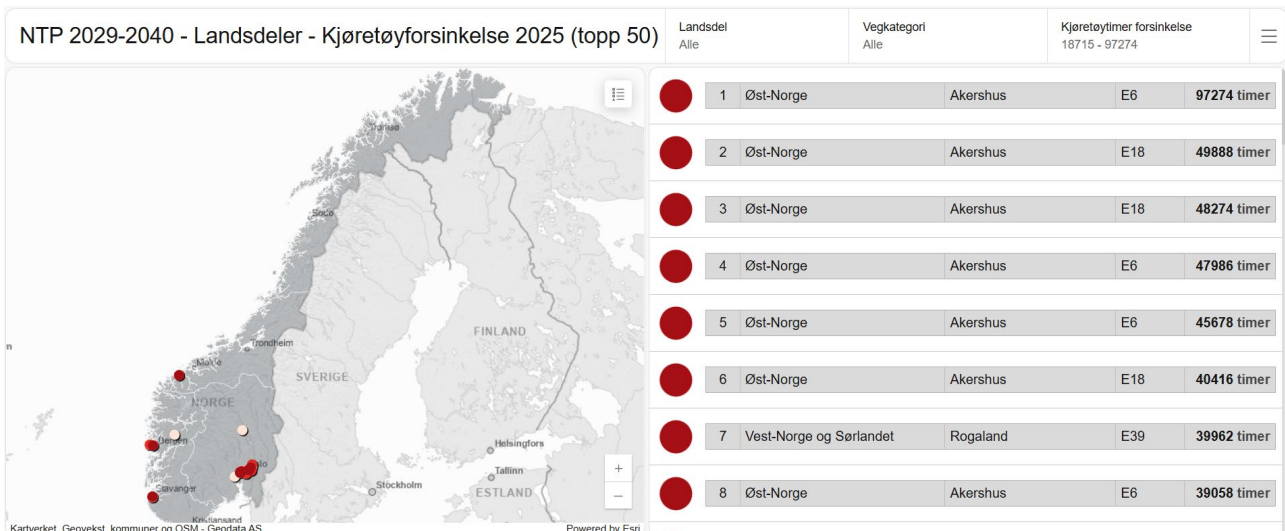 NTP 2029-2040 - Landsdeler - Kjøretøyforsinkelse 2025 (topp 50)
Landsdel
Alle
Vegkategori
Alle
Kjøretøytimer forsinkelse
18715 - 97274
Tromsø
Bodø
Trondheim
Molde
FINLAND
SVERIGE
NORGE
Bergen
Helsingfors
Tallinn
Stockholm
ESTLAND
Stavanger
Kristiansand
+
−
Kartverket, Geovekst, kommuner og OSM - Geodata AS
Powered by Esri
1 Øst-Norge Akershus E6 97274 timer
2 Øst-Norge Akershus E18 49888 timer
3 Øst-Norge Akershus E18 48274 timer
4 Øst-Norge Akershus E6 47986 timer
5 Øst-Norge Akershus E6 45678 timer
6 Øst-Norge Akershus E18 40416 timer
7 Vest-Norge og Sørlandet Rogaland E39 39962 timer
8 Øst-Norge Akershus E6 39058 timer